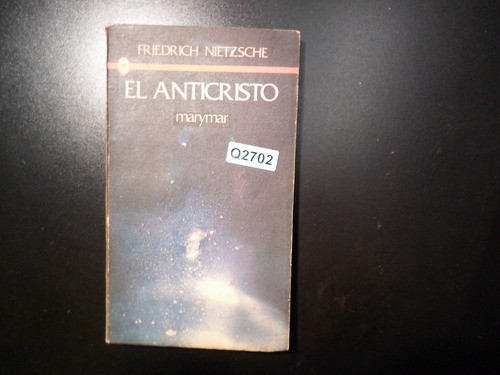 FRIEDRICH NIETZSCHE
EL ANTICRISTO
marymar
Q2702